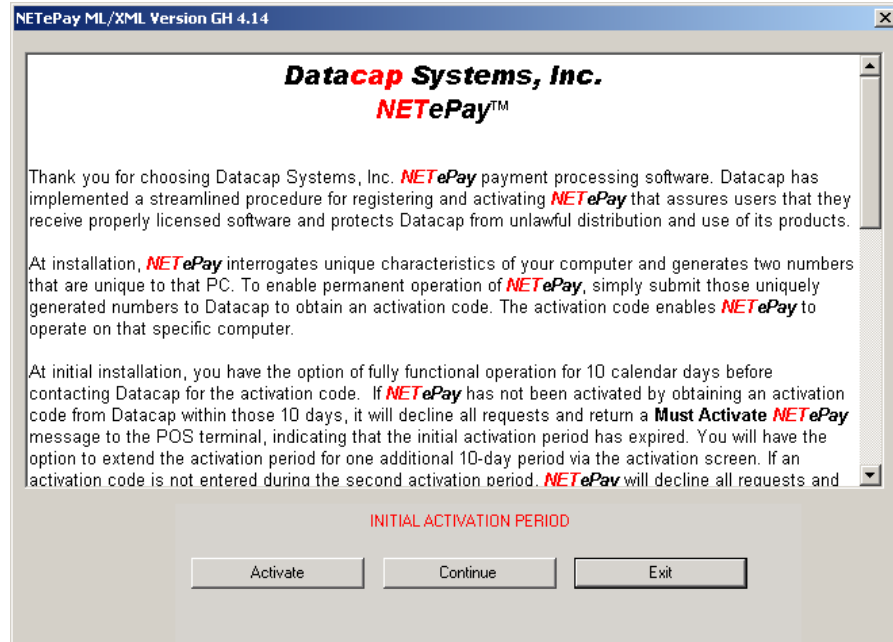 NETePay ML/XML Version GH 4.14
Datacap Systems, Inc.
NETePay™
Thank you for choosing Datacap Systems, Inc. NETePay payment processing software. Datacap has
implemented a streamlined procedure for registering and activating NETePay that assures users that they
receive properly licensed software and protects Datacap from unlawful distribution and use of its products.
At installation, NETePay interrogates unique characteristics of your computer and generates two numbers
that are unique to that PC. To enable permanent operation of NETePay, simply submit those uniquely
generated numbers to Datacap to obtain an activation code. The activation code enables NETePay to
operate on that specific computer.
At initial installation, you have the option of fully functional operation for 10 calendar days before
contacting Datacap for the activation code. If NETePay has not been activated by obtaining an activation
code from Datacap within those 10 days, it will decline all requests and return a Must Activate NETePay
message to the POS terminal, indicating that the initial activation period has expired. You will have the
option to extend the activation period for one additional 10-day period via the activation screen. If an
activation code is not entered during the second activation period, NETePay will decline all requests and
INITIAL ACTIVATION PERIOD
Activate Continue Exit